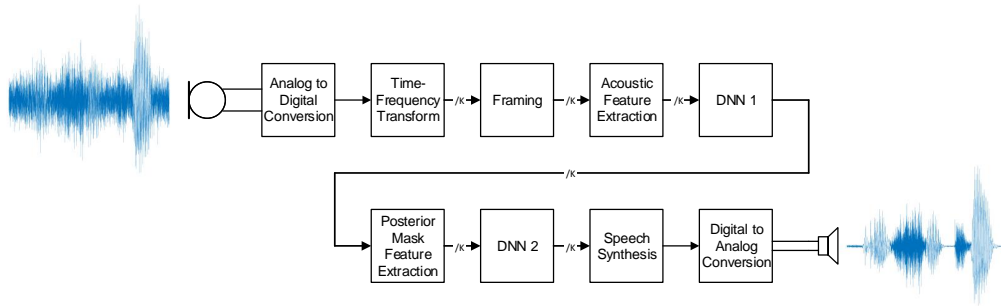 Analog to
Digital
Conversion
Time-
Frequency
Transform
/K
Framing
/K
Acoustic
Feature
Extraction
/K
DNN 1
/K
Posterior
Mask
Feature
Extraction
/K
DNN 2
/K
Speech
Synthesis
Digital to
Analog
Conversion